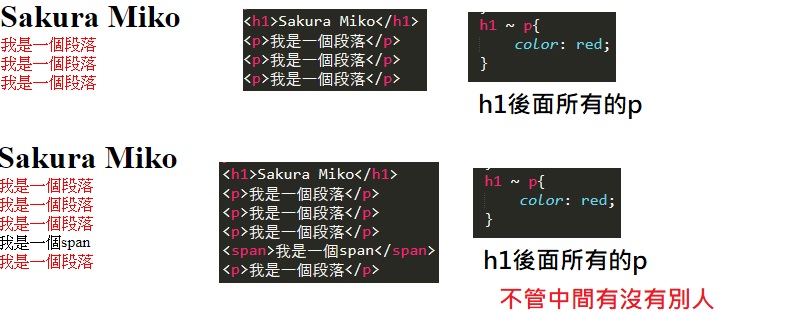 Sakura Miko
我是一個段落
我是一個段落
我是一個段落
<h1>Sakura Miko</h1>
<p>我是一個段落</p>
<p>我是一個段落</p>
<p>我是一個段落</p>
h1 ~ p{
color: red;
}
h1後面所有的p
Sakura Miko
我是一個段落
我是一個段落
我是一個段落
我是一個span
我是一個段落
<h1>Sakura Miko</h1>
<p>我是一個段落</p>
<p>我是一個段落</p>
<p>我是一個段落</p>
<span>我是一個span</span>
<p>我是一個段落</p>
h1 ~ p{
color: red;
}
h1後面所有的p
不管中間有沒有別人